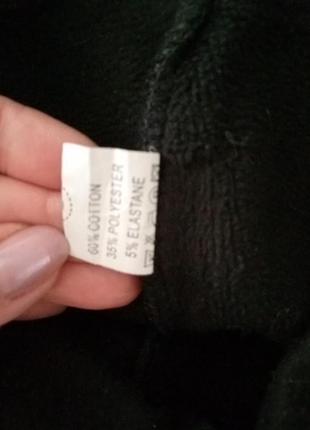 60% COTTON
35% POLYESTER
5% ELASTANE